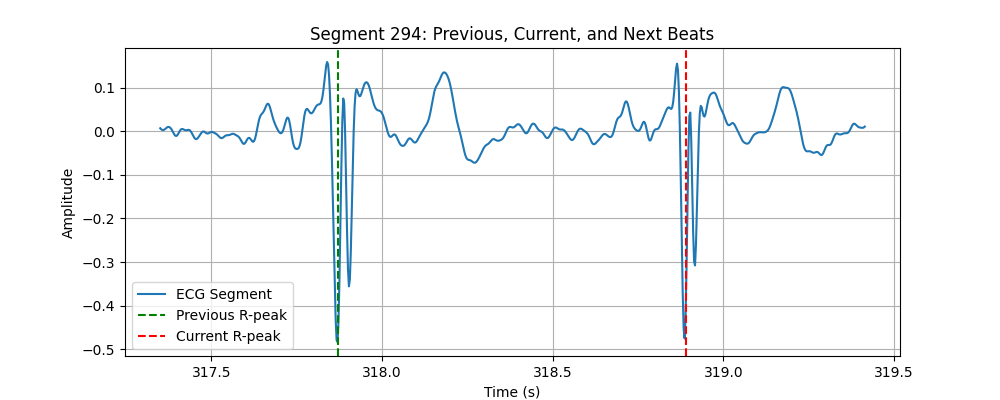 Segment 294: Previous, Current, and Next Beats
Amplitude
0.1
0.0
−0.1
−0.2
−0.3
−0.4
−0.5
ECG Segment
Previous R-peak
Current R-peak
317.5
318.0
318.5
319.0
319.5
Time (s)